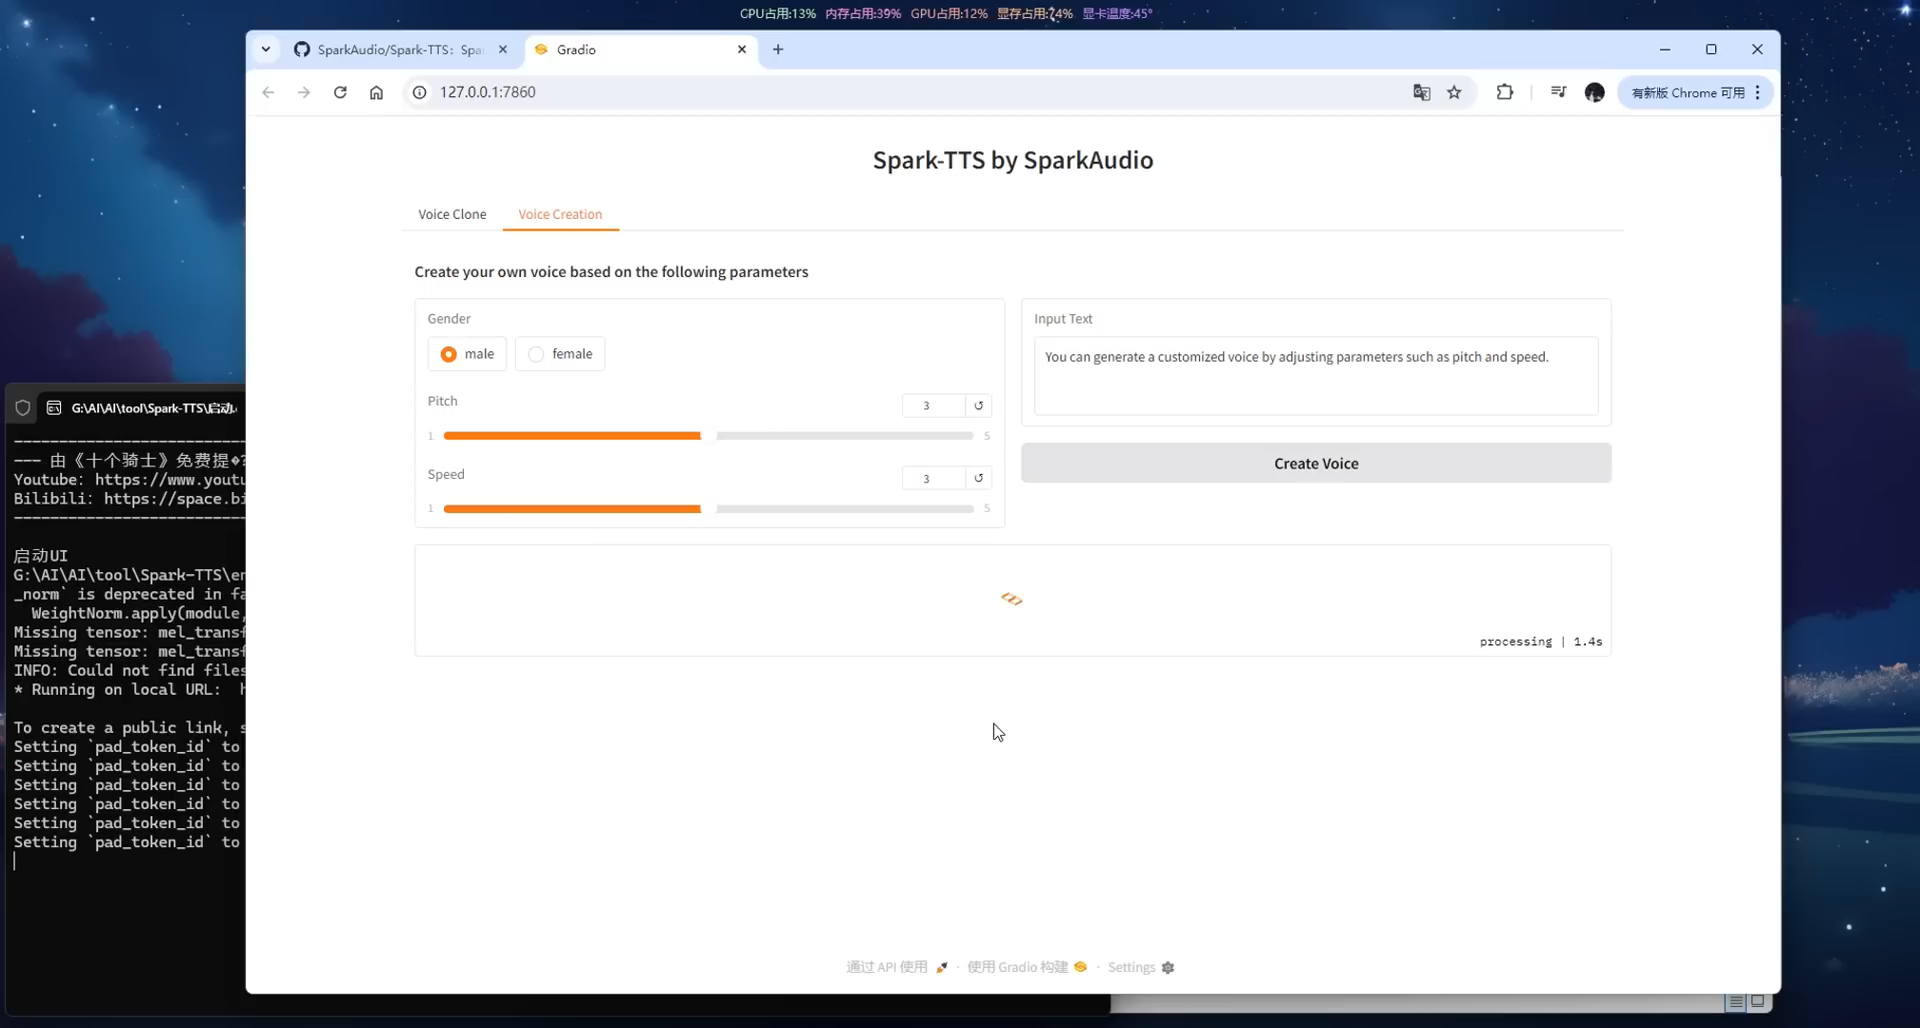 CPU占用:13% 内存占用:39% GPU占用:12% 显存占用:74% 显卡温度:45°
SparkAudio/Spark-TTS: Spa
Gradio
127.0.0.1:7860
有新版 Chrome 可用
Spark-TTS by SparkAudio
Voice Clone
Voice Creation
Create your own voice based on the following parameters
Gender
male
female
Pitch
3
1
5
Speed
3
1
5
Input Text
You can generate a customized voice by adjusting parameters such as pitch and speed.
Create Voice
processing | 1.4s
通过 API 使用 · 使用 Gradio 构建 · Settings
G:\AI\AI\tool\Spark-TTS\启动.
--- 由《十个骑士》免费提�?
Youtube: https://www.youtu
Bilibili: https://space.bi
启动UI
G:\AI\AI\tool\Spark-TTS\en
_norm` is deprecated in fa
WeightNorm.apply(module,
Missing tensor: mel_transf
Missing tensor: mel_transf
INFO: Could not find files
* Running on local URL: h
To create a public link, s
Setting `pad_token_id` to
Setting `pad_token_id` to
Setting `pad_token_id` to
Setting `pad_token_id` to
Setting `pad_token_id` to
Setting `pad_token_id` to